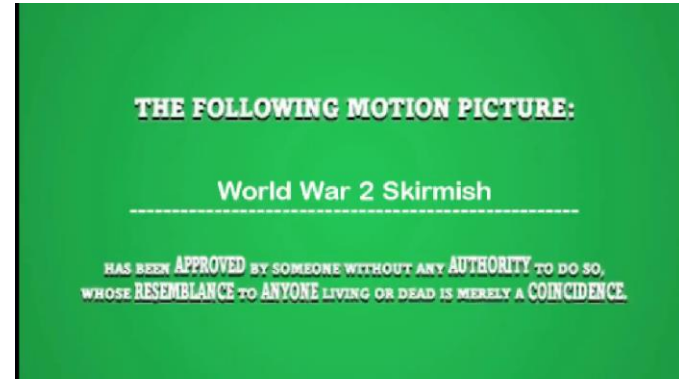 THE FOLLOWING MOTION PICTURE:
World War 2 Skirmish
HAS BEEN APPROVED BY SOMEONE WITHOUT ANY AUTHORITY TO DO SO,
WHOSE RESEMBLANCE TO ANYONE LIVING OR DEAD IS MERELY A COINCIDENCE.